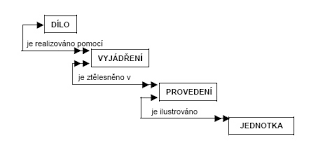 DÍLO
je realizováno pomocí
VYJÁDŘENÍ
je ztělesněno v
PROVEDENÍ
je ilustrováno
JEDNOTKA